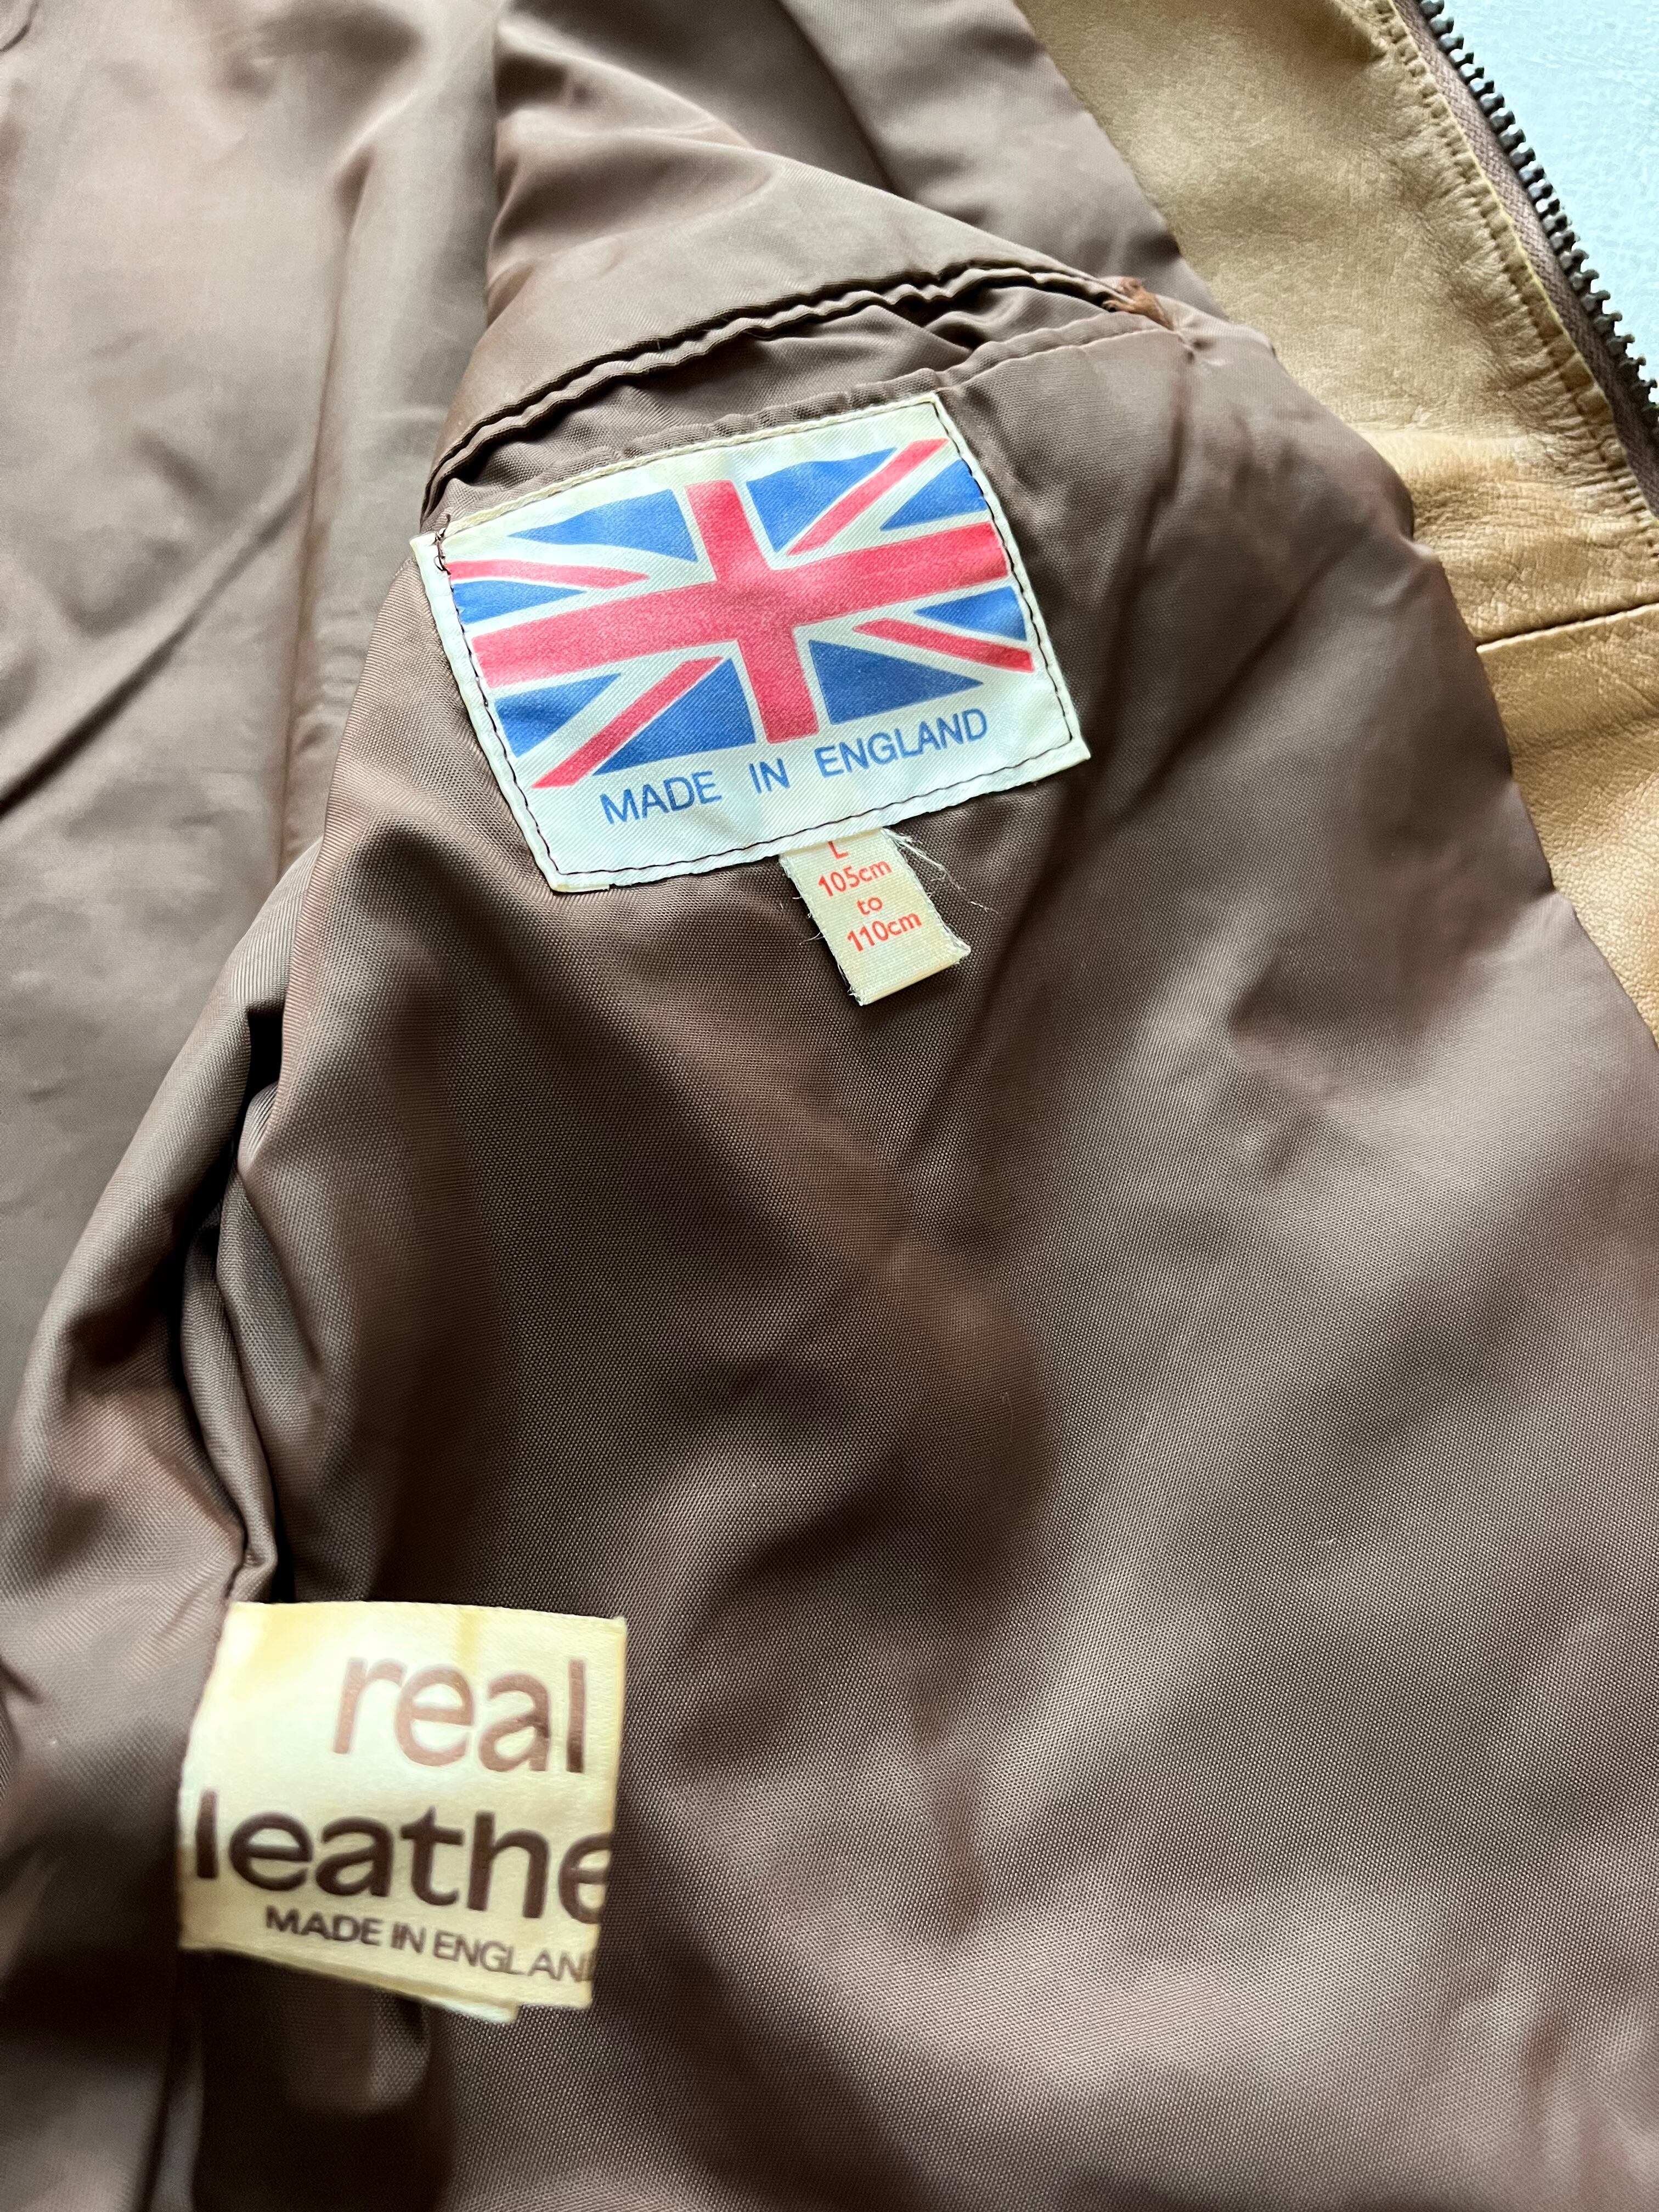 MADE IN ENGLAND
L
105cm
to
110cm
real
leathe
MADE IN ENGLAN